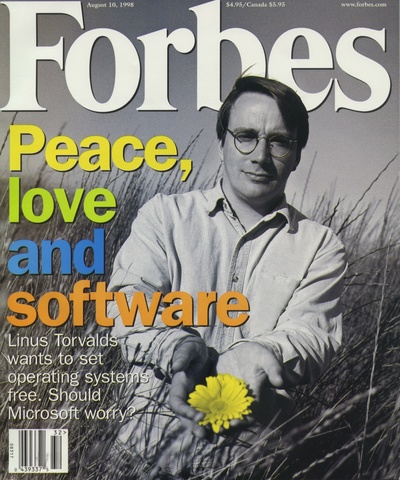 August 10, 1998
$4.95/Canada $5.95
www.forbes.com
Forbes
Peace,
love
and
software
Linus Torvalds
wants to set
operating systems
free. Should
Microsoft worry?
32>